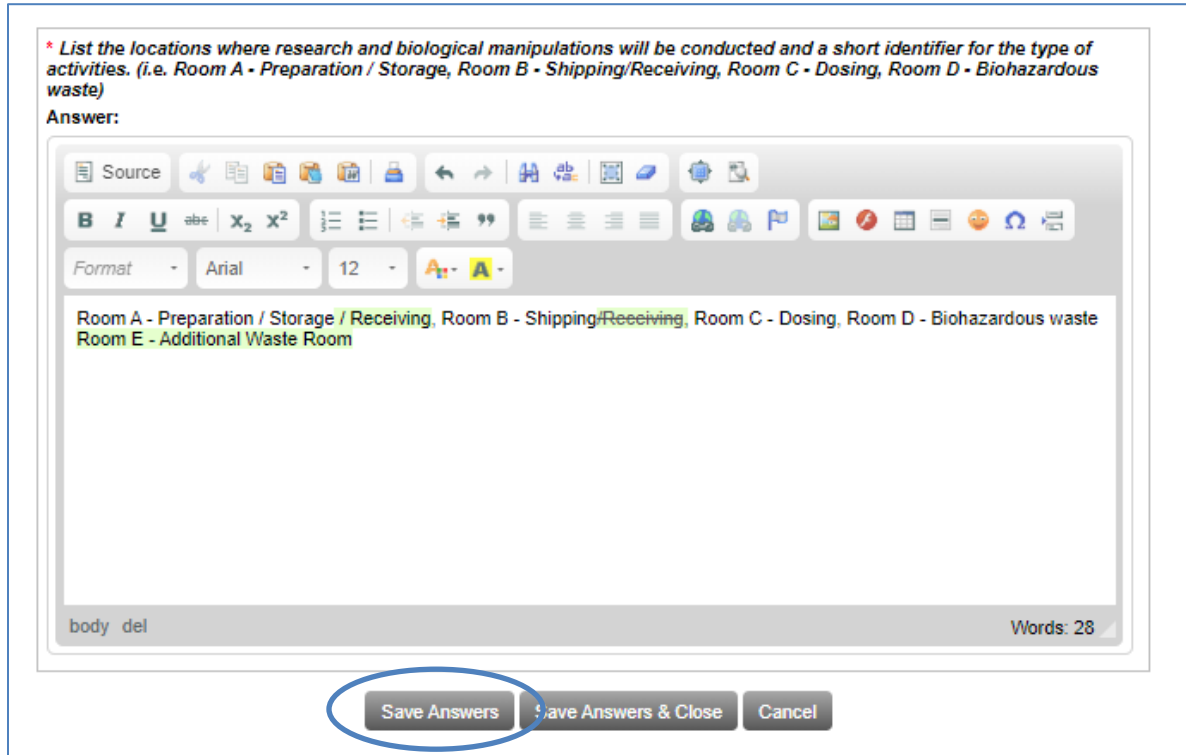 * List the locations where research and biological manipulations will be conducted and a short identifier for the type of
activities. (i.e. Room A - Preparation / Storage, Room B - Shipping/Receiving, Room C - Dosing, Room D - Biohazardous
waste)
Answer:
Source
B I U abc X2 X2
Format Arial 12 A A
Room A - Preparation / Storage / Receiving, Room B - Shipping/Receiving, Room C - Dosing, Room D - Biohazardous waste
Room E - Additional Waste Room
body del Words: 28
Save Answers Save Answers & Close Cancel